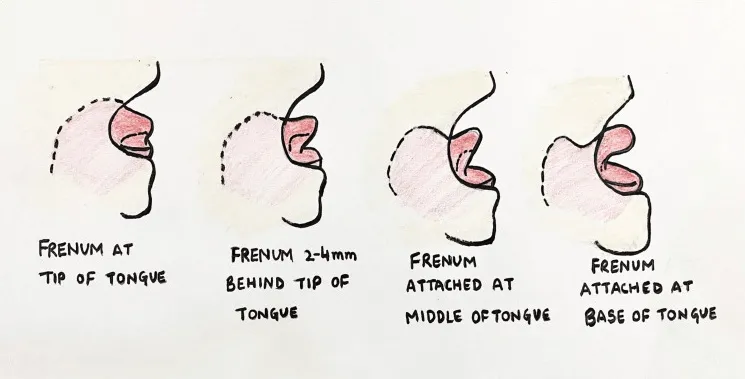 FRENUM AT
TIP OF TONGUE
FRENUM 2-4mm
BEHIND TIP OF
TONGUE
FRENUM
ATTACHED AT
MIDDLE OF TONGUE
FRENUM
ATTACHED AT
BASE OF TONGUE